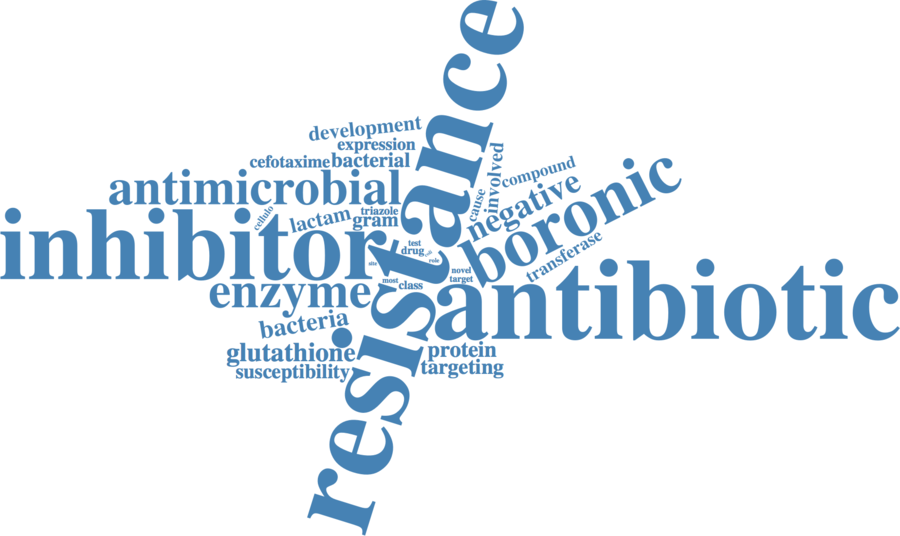 resistance
development
expression
cefotaxime
bacterial
antimicrobial
involved
compound
cause
negative
boronic
cellulo
lactam
triazole
gram
inhibitor
test
drug
role
site
novel
target
transferase
most
class
enzyme
antibiotic
bacteria
glutathione
protein
susceptibility
targeting